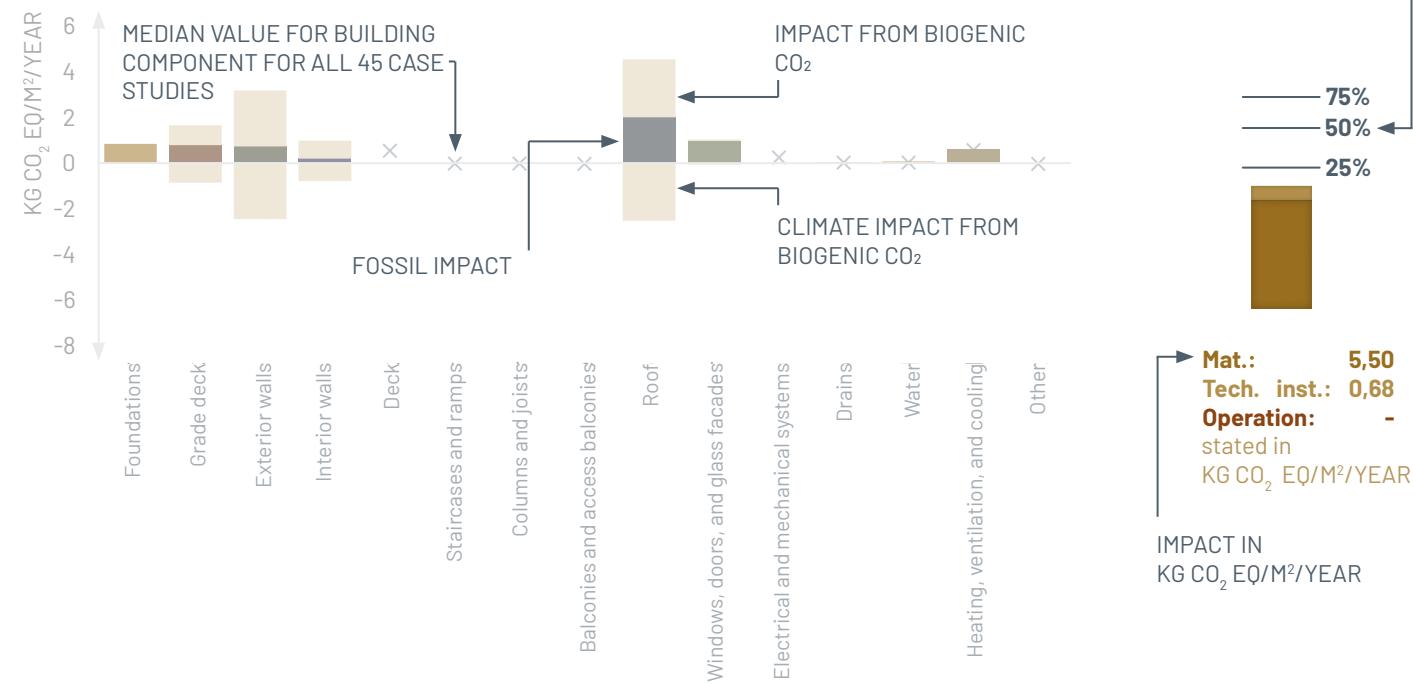 KG CO2 EQ/M²/YEAR
6
4
2
0
-2
-4
-6
-8
MEDIAN VALUE FOR BUILDING
COMPONENT FOR ALL 45 CASE
STUDIES
IMPACT FROM BIOGENIC
CO2
FOSSIL IMPACT
CLIMATE IMPACT FROM
BIOGENIC CO2
Foundations
Grade deck
Exterior walls
Interior walls
Deck
Staircases and ramps
Columns and joists
Balconies and access balconies
Roof
Windows, doors, and glass facades
Electrical and mechanical systems
Drains
Water
Heating, ventilation, and cooling
Other
75%
50%
25%
Mat.: 5,50
Tech. inst.: 0,68
Operation: -
stated in
KG CO2 EQ/M²/YEAR
IMPACT IN
KG CO2 EQ/M²/YEAR